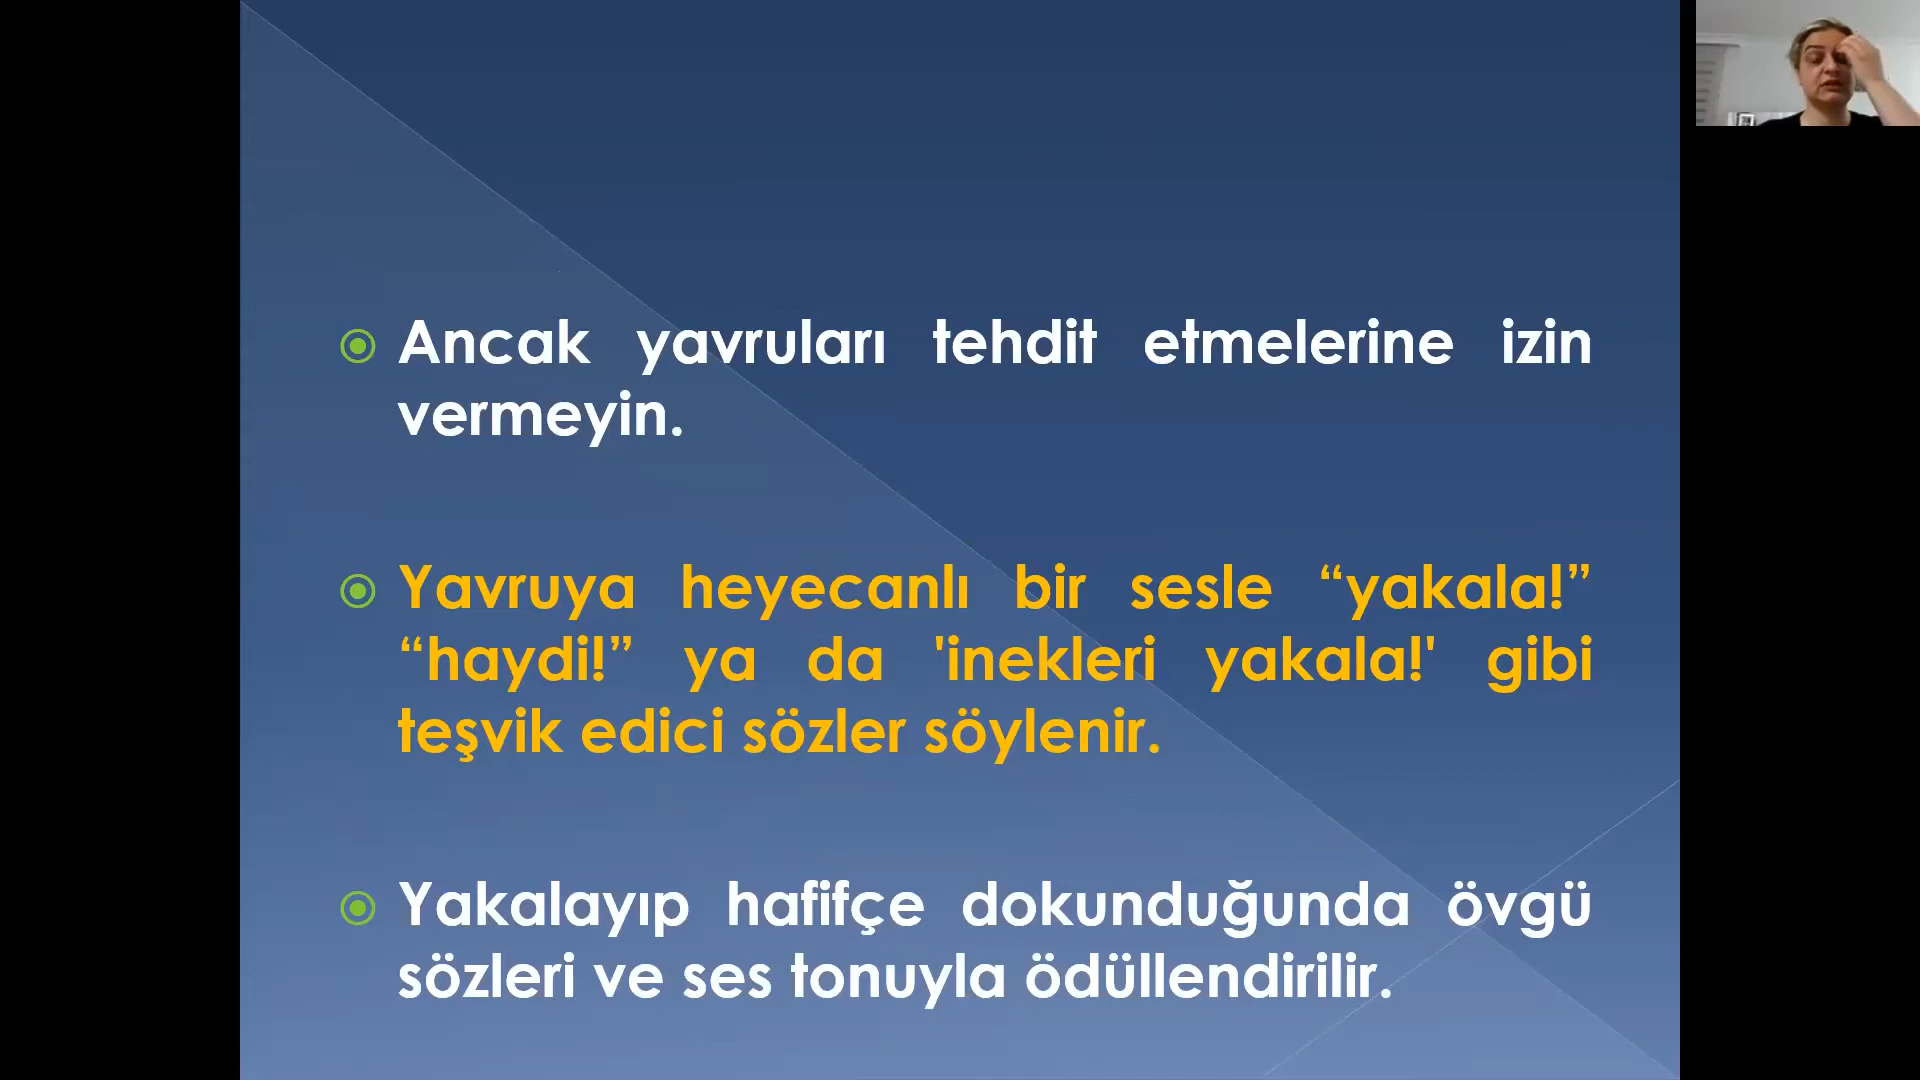 Ancak yavruları tehdit etmelerine izin
vermeyin.
Yavruya heyecanlı bir sesle “yakala!”
“haydi!” ya da 'inekleri yakala!' gibi
teşvik edici sözler söylenir.
Yakalayıp hafifçe dokunduğunda övgü
sözleri ve ses tonuyla ödüllendirilir.